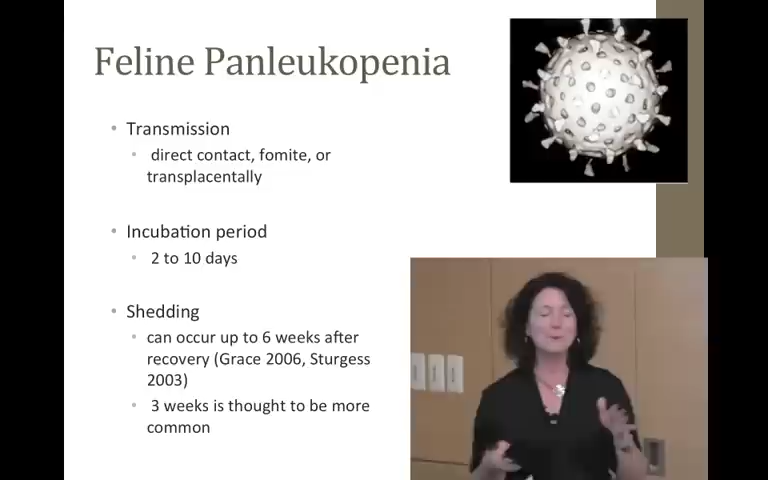 Feline Panleukopenia
• Transmission
• direct contact, fomite, or
transplacentally
• Incubation period
• 2 to 10 days
• Shedding
• can occur up to 6 weeks after
recovery (Grace 2006, Sturgess
2003)
• 3 weeks is thought to be more
common